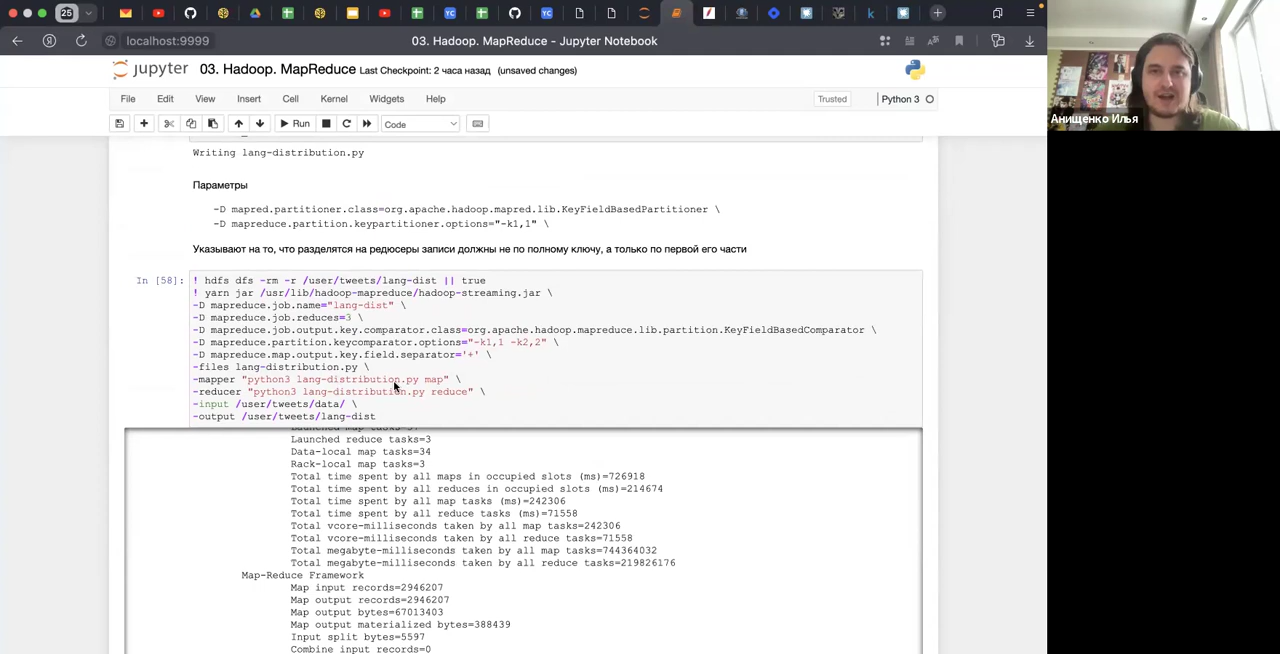 25
localhost:9999
03. Hadoop. MapReduce - Jupyter Notebook
jupyter 03. Hadoop. MapReduce Last Checkpoint: 2 часа назад (unsaved changes)
File Edit View Insert Cell Kernel Widgets Help
Trusted
Python 3
Run
Code
Writing lang-distribution.py
Параметры
-D mapred.partitioner.class=org.apache.hadoop.mapred.lib.KeyFieldBasedPartitioner \
-D mapreduce.partition.keypartitioner.options="-k1,1" \
Указывают на то, что разделятся на редюсеры записи должны не по полному ключу, а только по первой его части
In [58]:
! hdfs dfs -rm -r /user/tweets/lang-dist || true
! yarn jar /usr/lib/hadoop-mapreduce/hadoop-streaming.jar \
-D mapreduce.job.name="lang-dist" \
-D mapreduce.job.reduces=3 \
-D mapreduce.job.output.key.comparator.class=org.apache.hadoop.mapreduce.lib.partition.KeyFieldBasedComparator \
-D mapreduce.partition.keycomparator.options="-k1,1 -k2,2" \
-D mapreduce.map.output.key.field.separator='+' \
-files lang-distribution.py \
-mapper "python3 lang-distribution.py map" \
-reducer "python3 lang-distribution.py reduce" \
-input /user/tweets/data/ \
-output /user/tweets/lang-dist
Launched reduce tasks=3
Data-local map tasks=34
Rack-local map tasks=3
Total time spent by all maps in occupied slots (ms)=726918
Total time spent by all reduces in occupied slots (ms)=214674
Total time spent by all map tasks (ms)=242306
Total time spent by all reduce tasks (ms)=71558
Total vcore-milliseconds taken by all map tasks=242306
Total vcore-milliseconds taken by all reduce tasks=71558
Total megabyte-milliseconds taken by all map tasks=744364032
Total megabyte-milliseconds taken by all reduce tasks=219826176
Map-Reduce Framework
Map input records=2946207
Map output records=2946207
Map output bytes=67013403
Map output materialized bytes=388439
Input split bytes=5597
Combine input records=0
Анищенко Илья